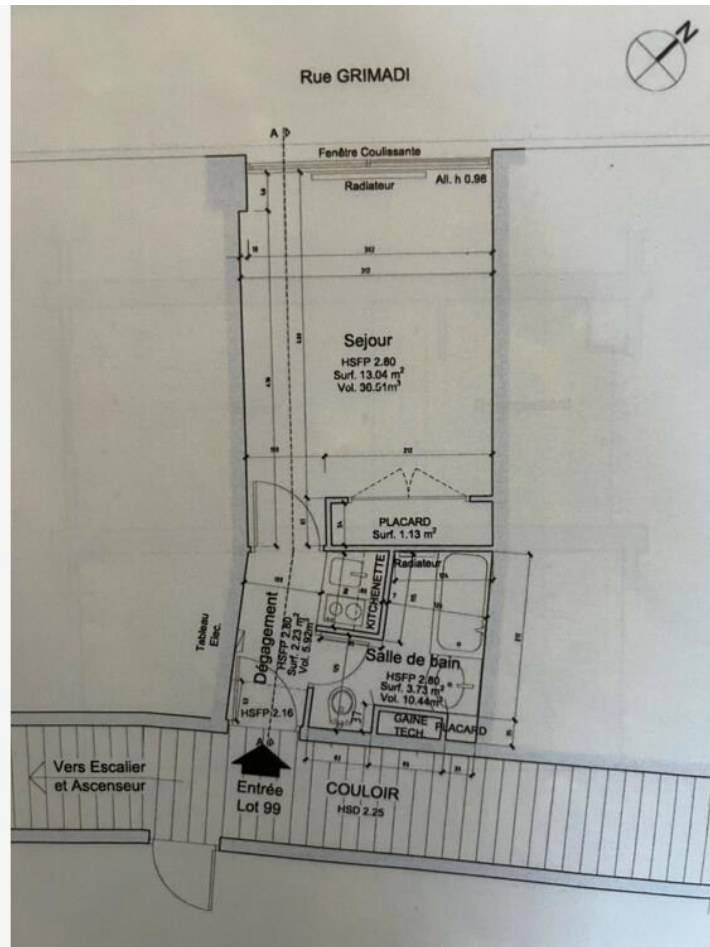 N
Rue GRIMADI
A
Fenêtre Coulissante
Radiateur
All. h 0.98
Sejour
HSFP 2.80
Surf. 13.04 m²
Vol. 30.51m³
PLACARD
Surf. 1.13 m²
Radiateur
KITCHENETTE
Tableau
Elec.
Dégagement
HSFP 2.80
Surf. 2.23 m²
Vol. 5.92m³
Salle de bain
HSFP 2.80
Surf. 3.73 m²
Vol. 10.44m³
HSFP 2.16
37
GAINE
TECH.
PLACARD
A
Vers Escalier
et Ascenseur
Entrée
Lot 99
COULOIR
HSD 2.25